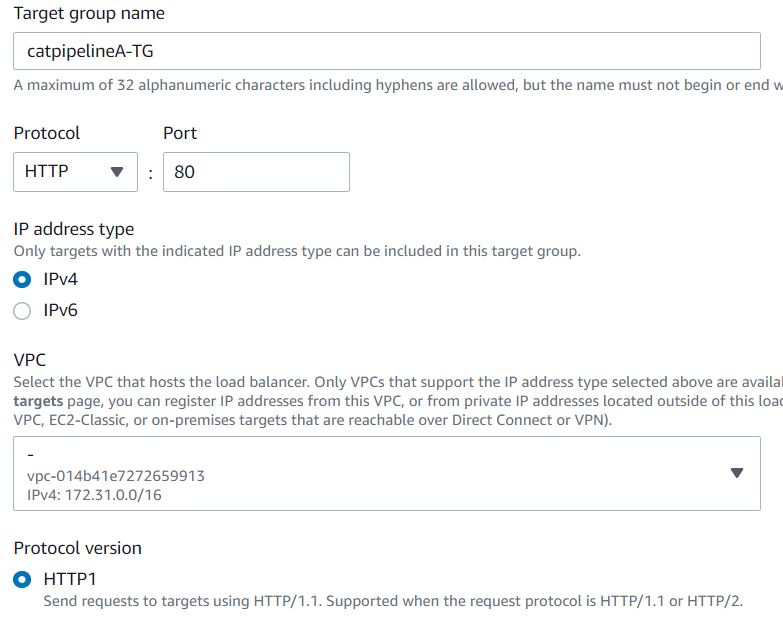 Target group name
catpipelineA-TG
A maximum of 32 alphanumeric characters including hyphens are allowed, but the name must not begin or end w
Protocol Port
HTTP : 80
IP address type
Only targets with the indicated IP address type can be included in this target group.
IPv4
IPv6
VPC
Select the VPC that hosts the load balancer. Only VPCs that support the IP address type selected above are
targets page, you can register IP addresses from this VPC, or from private IP addresses located outside of this
VPC, EC2-Classic, or on-premises targets that are reachable over Direct Connect or VPN).
-
vpc-014b41e7272659913
IPv4: 172.31.0.0/16
Protocol version
HTTP1
Send requests to targets using HTTP/1.1. Supported when the request protocol is HTTP/1.1 or HTTP/2.